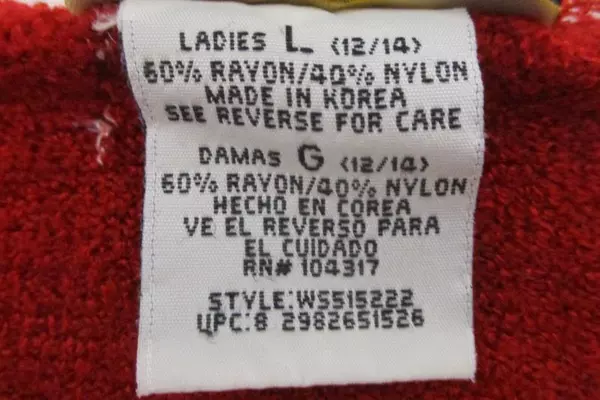 LADIES L (12/14)
60% RAYON/40% NYLON
MADE IN KOREA
SEE REVERSE FOR CARE
DAMAS G (12/14)
60% RAYON/40% NYLON
HECHO EN COREA
VE EL REVERSO PARA
EL CUIDADO
RN# 104317
STYLE:WS515222
UPC:8 2982651526